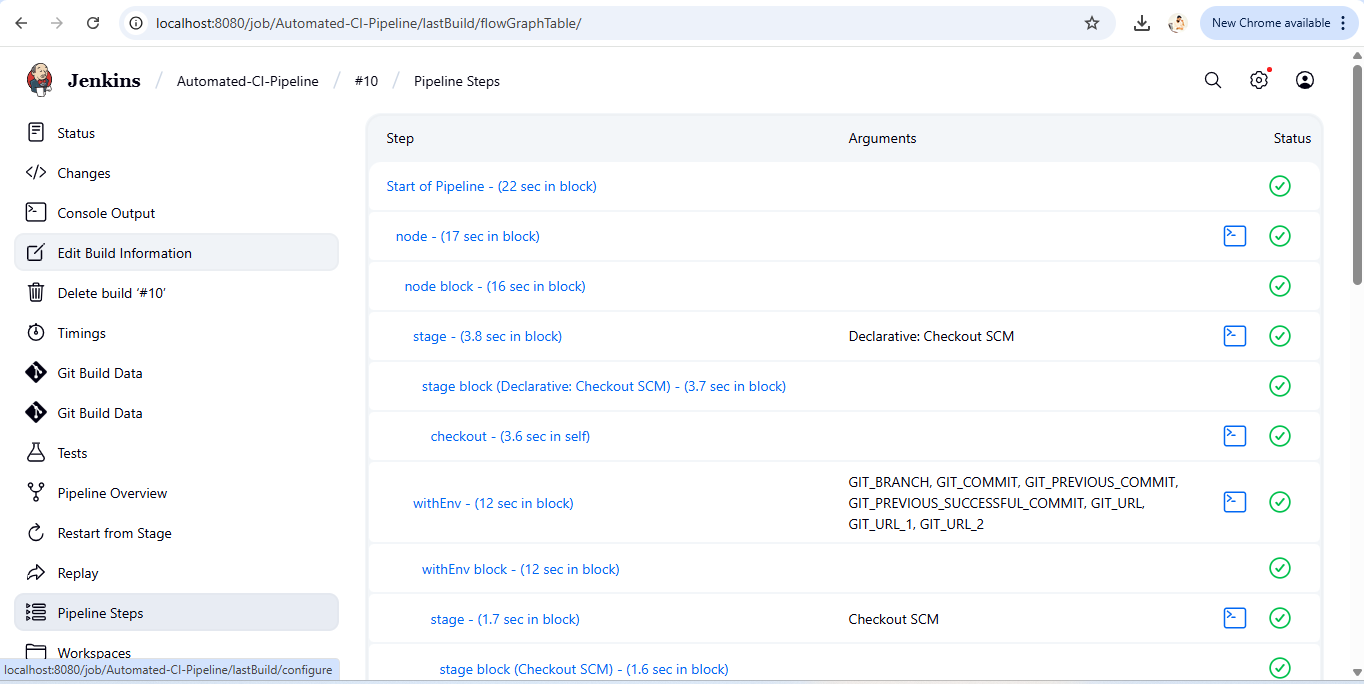 localhost:8080/job/Automated-CI-Pipeline/lastBuild/flowGraphTable/
New Chrome available
Jenkins / Automated-CI-Pipeline / #10 / Pipeline Steps
Status
Changes
Console Output
Edit Build Information
Delete build ‘#10’
Timings
Git Build Data
Git Build Data
Tests
Pipeline Overview
Restart from Stage
Replay
Pipeline Steps
Workspaces
localhost:8080/job/Automated-CI-Pipeline/lastBuild/configure
Step Arguments Status
Start of Pipeline - (22 sec in block)
node - (17 sec in block)
node block - (16 sec in block)
stage - (3.8 sec in block) Declarative: Checkout SCM
stage block (Declarative: Checkout SCM) - (3.7 sec in block)
checkout - (3.6 sec in self)
withEnv - (12 sec in block)
GIT_BRANCH, GIT_COMMIT, GIT_PREVIOUS_COMMIT,
GIT_PREVIOUS_SUCCESSFUL_COMMIT, GIT_URL,
GIT_URL_1, GIT_URL_2
withEnv block - (12 sec in block)
stage - (1.7 sec in block) Checkout SCM
stage block (Checkout SCM) - (1.6 sec in block)